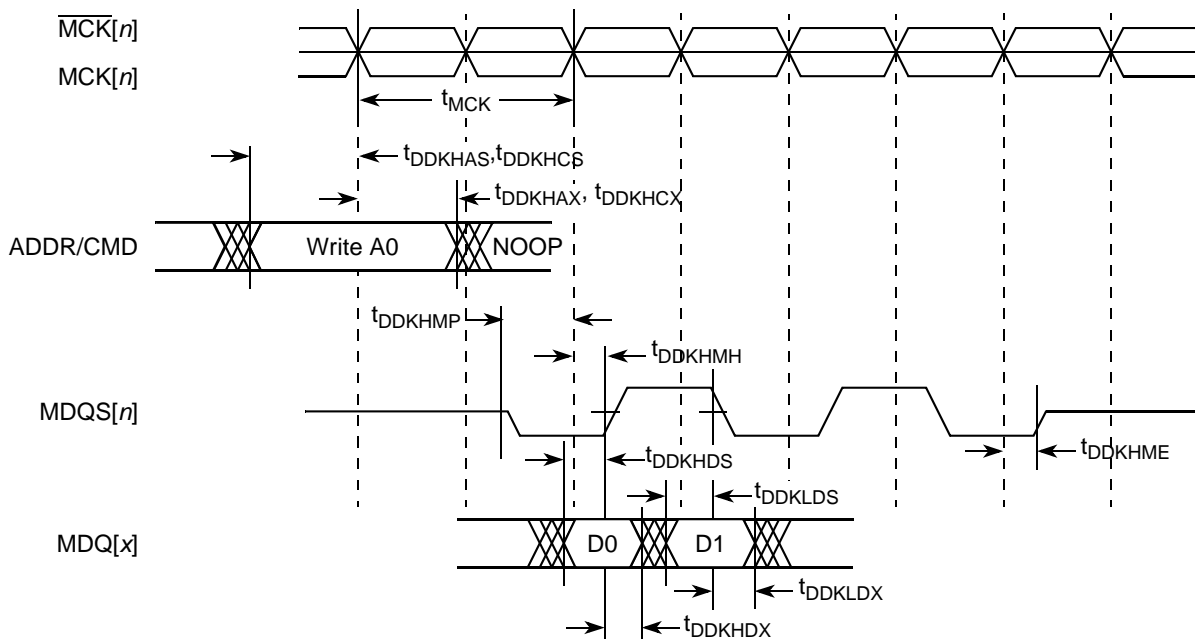 MCK[n]
MCK[n]
tMCK
tDDKHAS,tDDKHCS
tDDKHAX, tDDKHCX
ADDR/CMD
Write A0
NOOP
tDDKHMP
tDDKHMH
MDQS[n]
tDDKHDS
tDDKHME
tDDKLDS
MDQ[x]
D0
D1
tDDKLDX
tDDKHDX